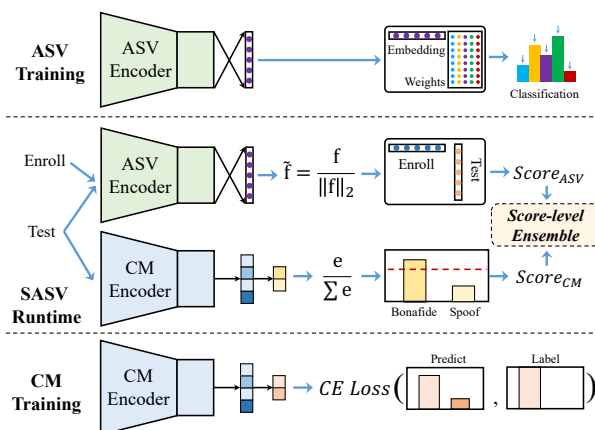 ASV
Training
ASV
Encoder
Embedding
Weights
Classification
Enroll
Test
SASV
Runtime
ASV
Encoder
f̃ = f / ‖f‖₂
Enroll
Test
Score_ASV
Score-level
Ensemble
CM
Encoder
e / ∑ e
Bonafide Spoof
Score_CM
CM
Training
CM
Encoder
CE Loss ( , )
Predict
Label